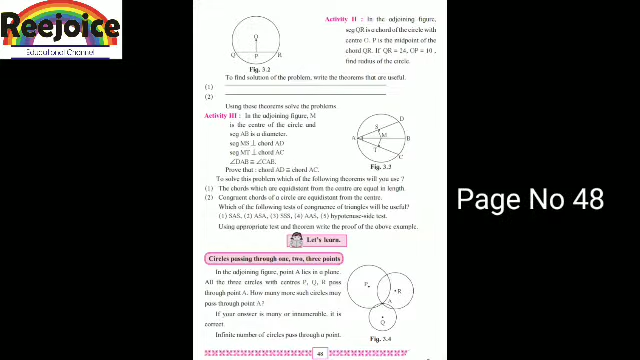 Reejoice
Educational Channel
Activity II : In the adjoining figure,
seg QR is a chord of the circle with
centre O. P is the midpoint of the
chord QR. If QR = 24, OP = 10 ,
find radius of the circle.
O
Q
P
R
Fig. 3.2
To find solution of the problem, write the theorems that are useful.
(1)
(2)
Using these theorems solve the problems.
Activity III : In the adjoining figure, M
is the centre of the circle and
seg AB is a diameter.
seg MS ⊥ chord AD
seg MT ⊥ chord AC
∠DAB ≅ ∠CAB.
Prove that : chord AD ≅ chord AC.
S
D
A
M
B
T
C
Fig. 3.3
To solve this problem which of the following theorems will you use ?
(1) The chords which are equidistant from the centre are equal in length.
(2) Congruent chords of a circle are equidistant from the centre.
Which of the following tests of congruence of triangles will be useful?
(1) SAS, (2) ASA, (3) SSS, (4) AAS, (5) hypotenuse-side test.
Using appropriate test and theorem write the proof of the above example.
Let's learn.
Circles passing through one, two, three points
In the adjoining figure, point A lies in a plane.
All the three circles with centres P, Q, R pass
through point A. How many more such circles may
pass through point A?
If your answer is many or innumerable, it is
correct.
Infinite number of circles pass through a point.
P
R
A
Q
Fig. 3.4
48
Page No 48